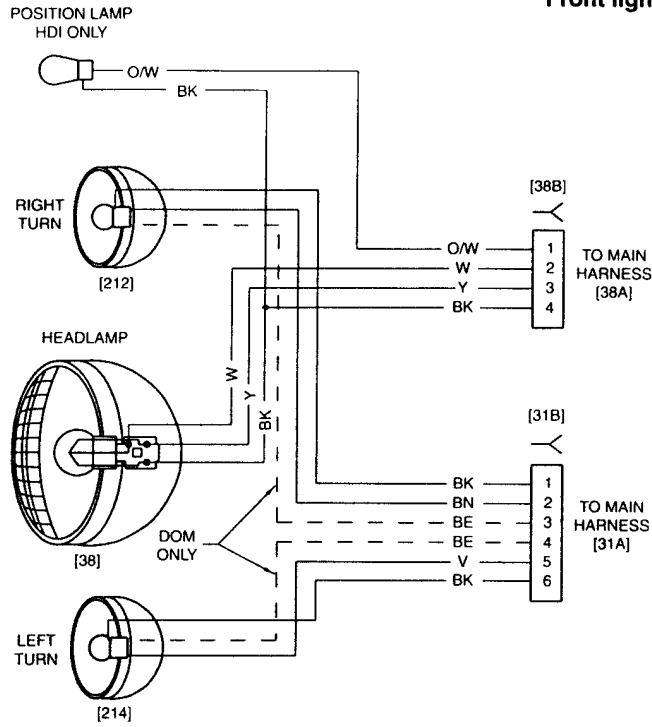 Front ligh
POSITION LAMP
HDI ONLY
O/W
BK
RIGHT
TURN
[212]
[38B]
O/W 1
W 2
Y 3
BK 4
TO MAIN
HARNESS
[38A]
HEADLAMP
W
Y
BK
[38]
DOM
ONLY
[31B]
BK 1
BN 2
BE 3
BE 4
V 5
BK 6
TO MAIN
HARNESS
[31A]
LEFT
TURN
[214]